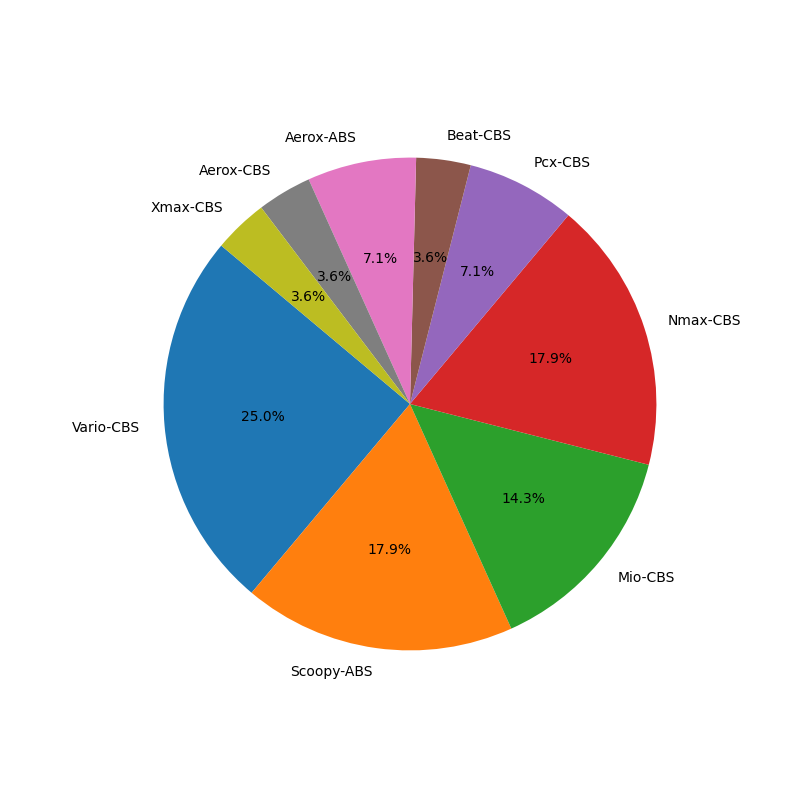 Beat-CBS
Aerox-ABS
Pcx-CBS
Aerox-CBS
Xmax-CBS
3.6%
7.1%
7.1%
3.6%
3.6%
Nmax-CBS
17.9%
25.0%
Vario-CBS
14.3%
17.9%
Mio-CBS
Scoopy-ABS